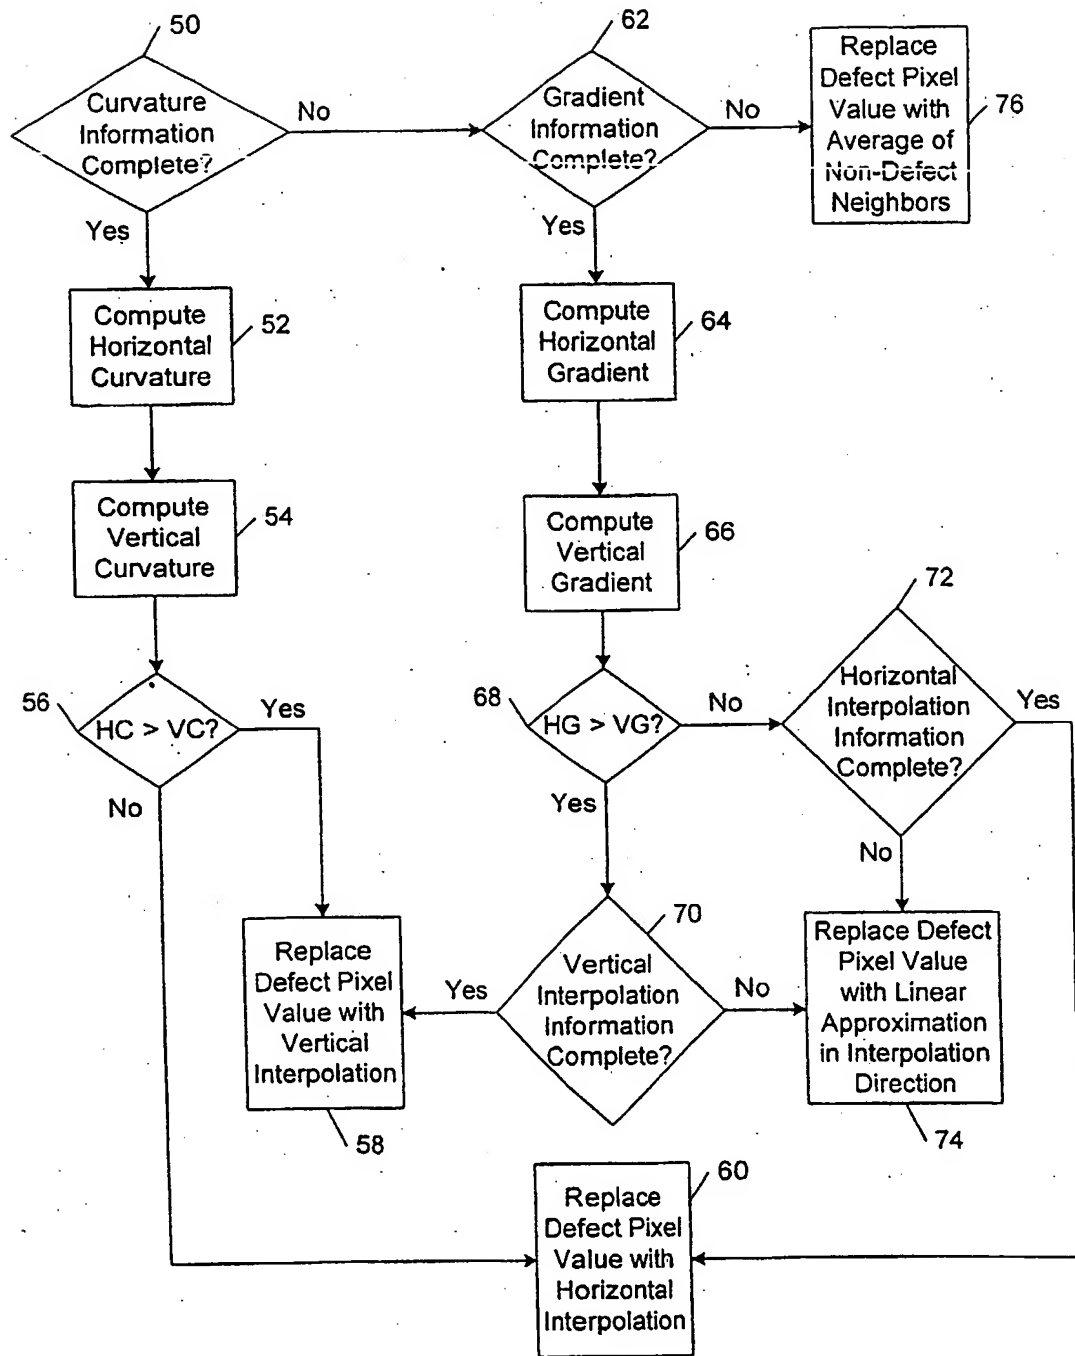 50
Curvature
Information
Complete?
No
Yes
62
Gradient
Information
Complete?
No
Yes
Replace
Defect Pixel
Value with
Average of
Non-Defect
Neighbors
76
Compute
Horizontal
Curvature
52
Compute
Horizontal
Gradient
64
Compute
Vertical
Curvature
54
Compute
Vertical
Gradient
66
56
HC > VC?
Yes
No
68
HG > VG?
No
Yes
72
Horizontal
Interpolation
Information
Complete?
Yes
No
Replace
Defect Pixel
Value with
Vertical
Interpolation
58
70
Vertical
Interpolation
Information
Complete?
Yes
No
Replace Defect
Pixel Value
with Linear
Approximation
in Interpolation
Direction
74
60
Replace
Defect Pixel
Value with
Horizontal
Interpolation